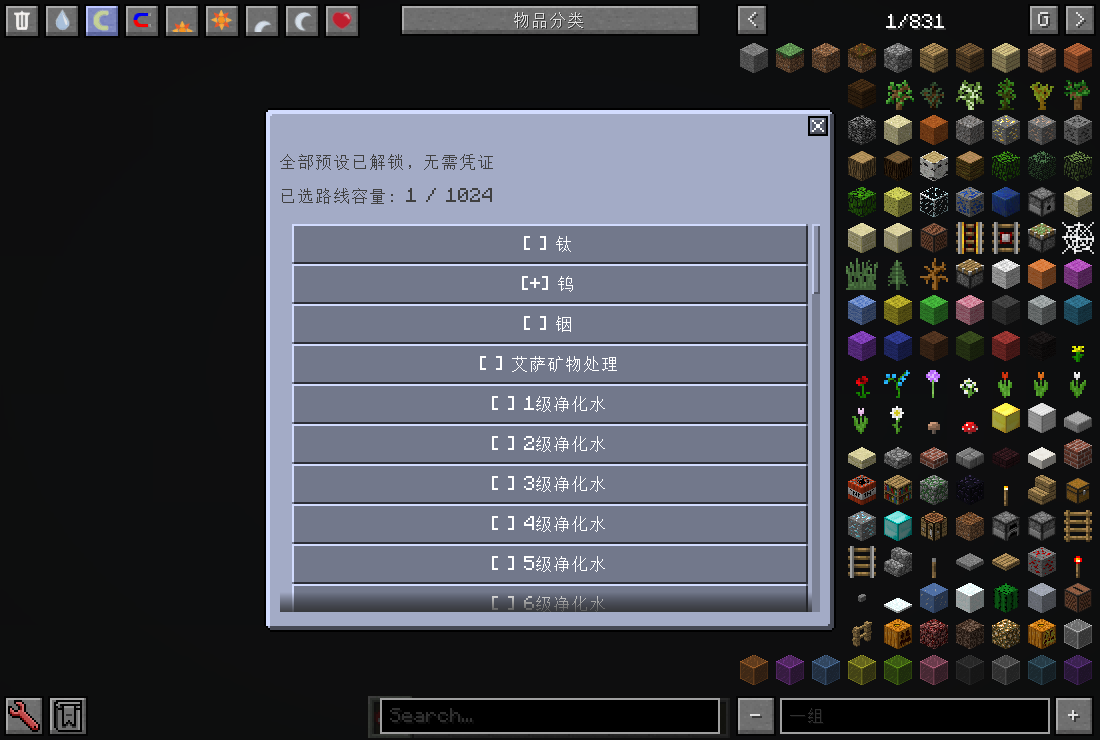 物品分类
1/831
G
全部预设已解锁，无需凭证
已选路线容量: 1 / 1024
[ ] 钛
[+] 钨
[ ] 铟
[ ] 艾萨矿物处理
[ ] 1级净化水
[ ] 2级净化水
[ ] 3级净化水
[ ] 4级净化水
[ ] 5级净化水
[ ] 6级净化水
Search...
一组